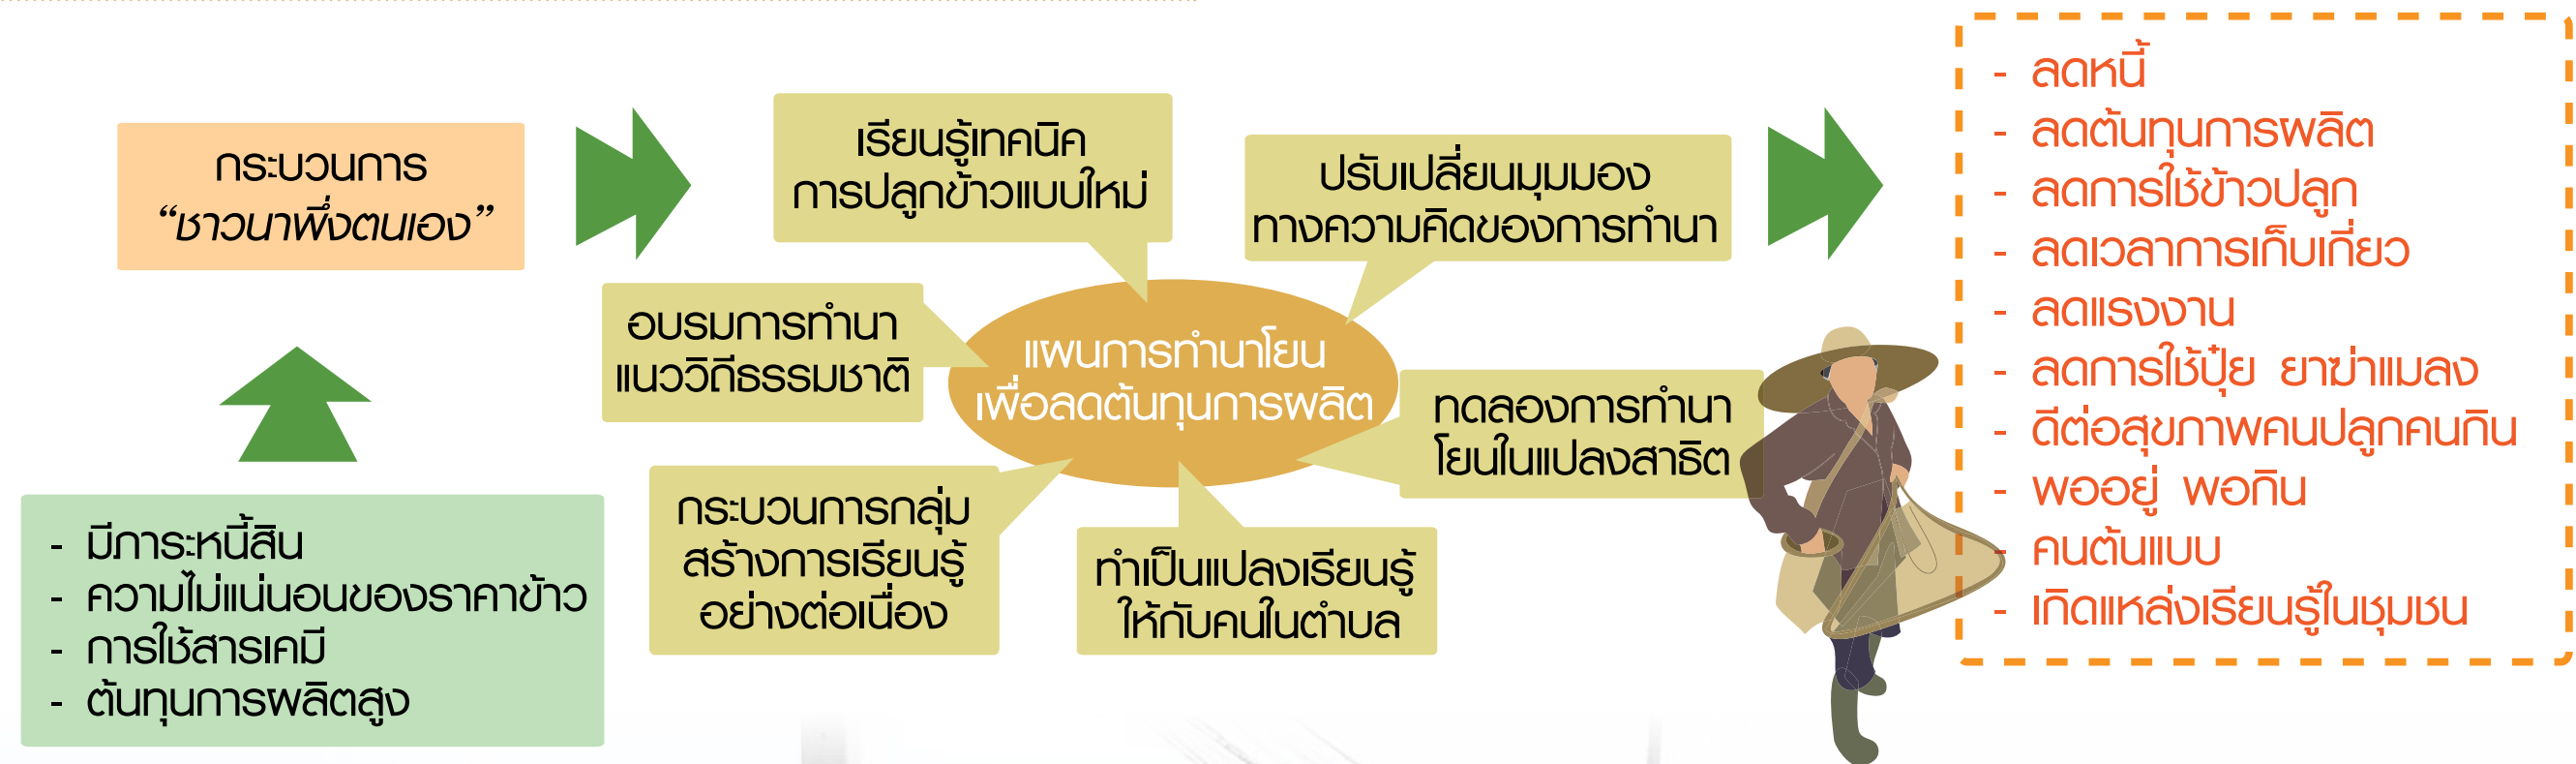 กระบวนการ
“ชาวนาพึ่งตนเอง”
- มีภาระหนี้สิน
- ความไม่แน่นอนของราคาข้าว
- การใช้สารเคมี
- ต้นทุนการผลิตสูง
เรียนรู้เทคนิค
การปลูกข้าวแบบใหม่
ปรับเปลี่ยนมุมมอง
ทางความคิดของการทำนา
อบรมการทำนา
แนววิถีธรรมชาติ
แผนการทำนาโยน
เพื่อลดต้นทุนการผลิต
ทดลองการทำนา
โยนในแปลงสาธิต
กระบวนการกลุ่ม
สร้างการเรียนรู้
อย่างต่อเนื่อง
ทำเป็นแปลงเรียนรู้
ให้กับคนในตำบล
- ลดหนี้
- ลดต้นทุนการผลิต
- ลดการใช้ข้าวปลูก
- ลดเวลาการเก็บเกี่ยว
- ลดแรงงาน
- ลดการใช้ปุ๋ย ยาฆ่าแมลง
- ดีต่อสุขภาพคนปลูกคนกิน
- พออยู่ พอกิน
- คนต้นแบบ
- เกิดแหล่งเรียนรู้ในชุมชน